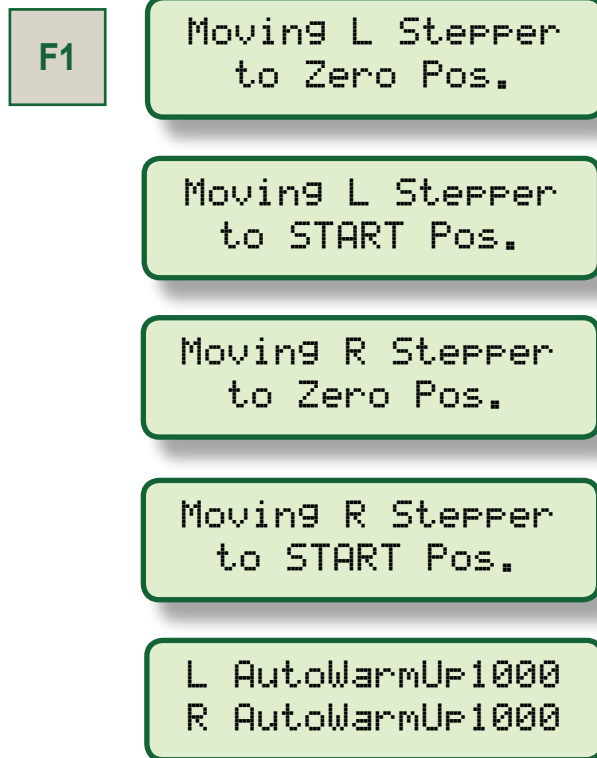 F1
Moving L Stepper
to Zero Pos.
Moving L Stepper
to START Pos.
Moving R Stepper
to Zero Pos.
Moving R Stepper
to START Pos.
L AutoWarmUp1000
R AutoWarmUp1000